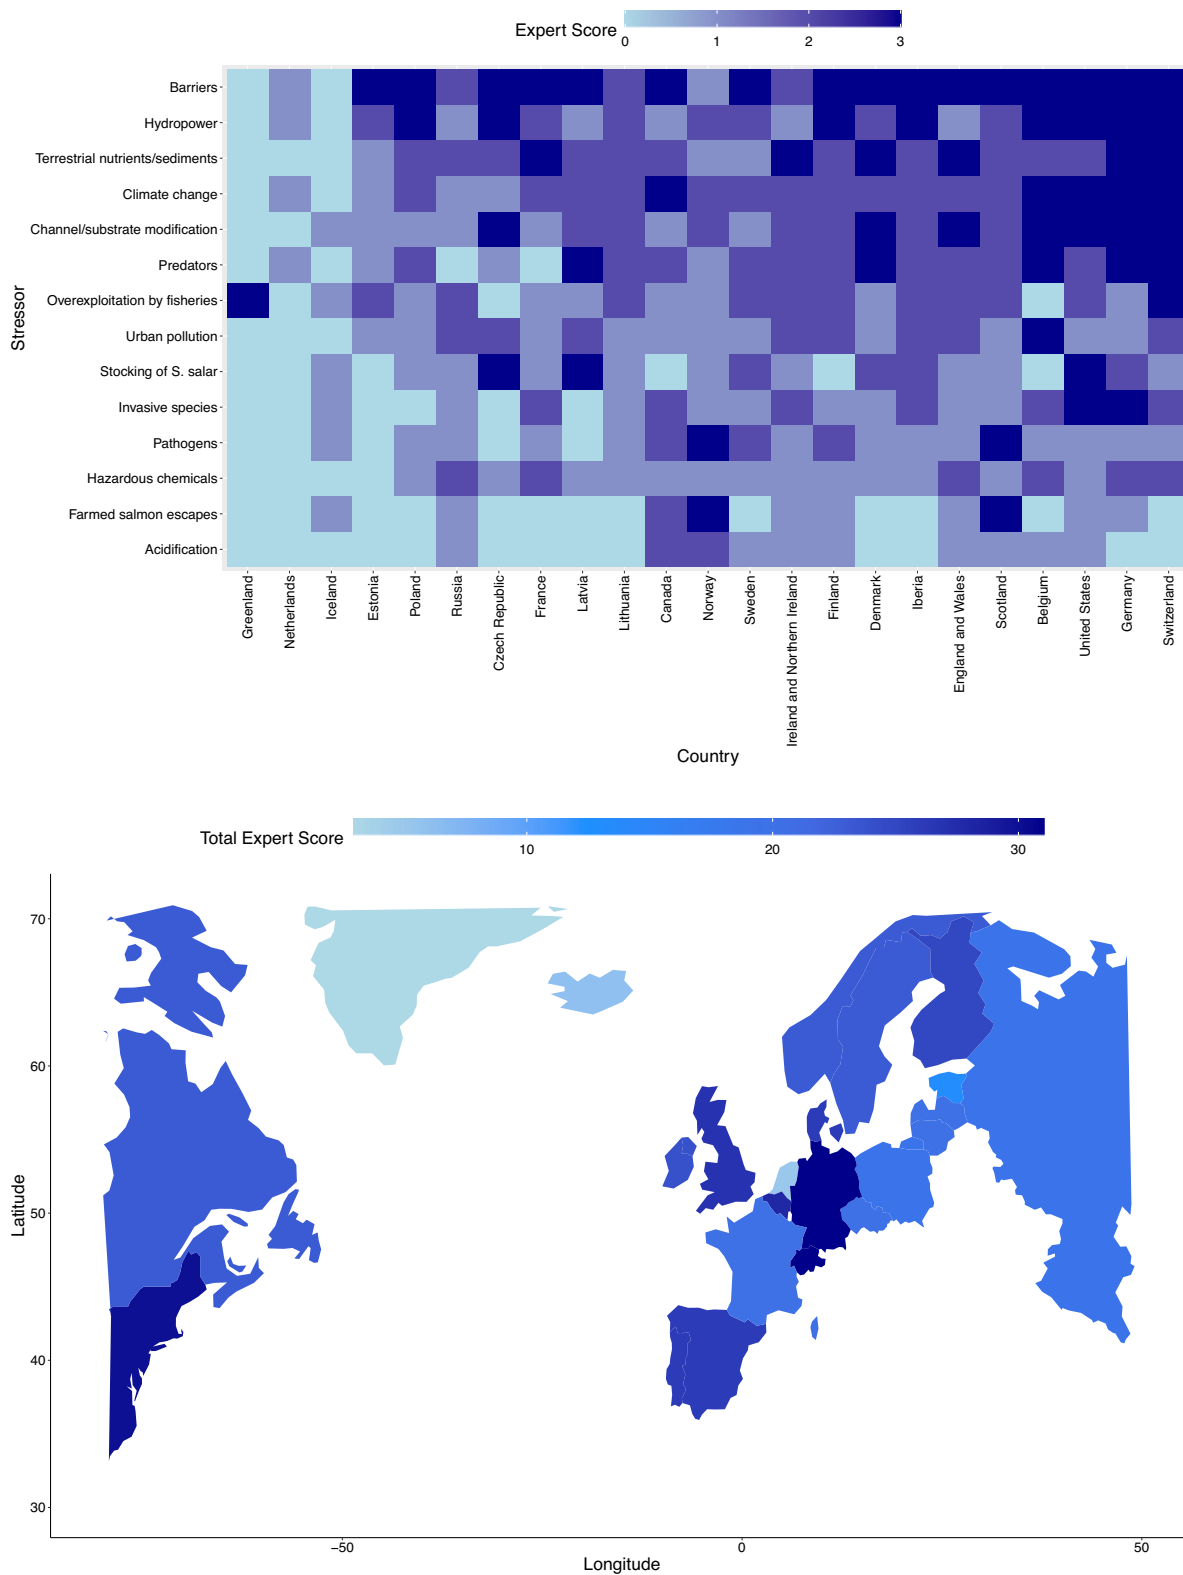 Expert Score
0 1 2 3
Stressor
Barriers
Hydropower
Terrestrial nutrients/sediments
Climate change
Channel/substrate modification
Predators
Overexploitation by fisheries
Urban pollution
Stocking of S. salar
Invasive species
Pathogens
Hazardous chemicals
Farmed salmon escapes
Acidification
Greenland
Netherlands
Iceland
Estonia
Poland
Russia
Czech Republic
France
Latvia
Lithuania
Canada
Norway
Sweden
Ireland and Northern Ireland
Finland
Denmark
Iberia
England and Wales
Scotland
Belgium
United States
Germany
Switzerland
Country
Total Expert Score
10 20 30
Latitude
70
60
50
40
30
−50 0 50
Longitude